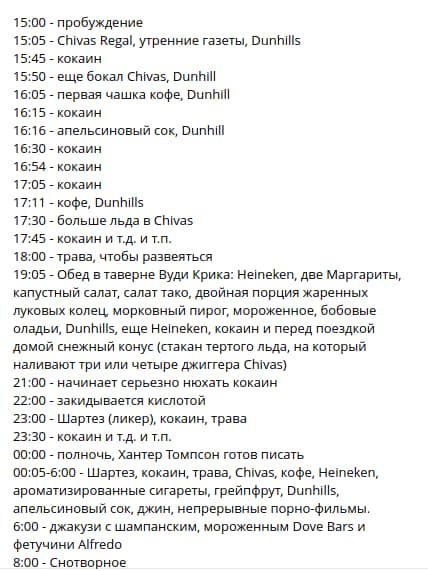 15:00 - пробуждение
15:05 - Chivas Regal, утренние газеты, Dunhills
15:45 - кокаин
15:50 - еще бокал Chivas, Dunhill
16:05 - первая чашка кофе, Dunhill
16:15 - кокаин
16:16 - апельсиновый сок, Dunhill
16:30 - кокаин
16:54 - кокаин
17:05 - кокаин
17:11 - кофе, Dunhills
17:30 - больше льда в Chivas
17:45 - кокаин и т.д. и т.п.
18:00 - трава, чтобы развеяться
19:05 - Обед в таверне Вуди Крика: Heineken, две Маргариты,
капустный салат, салат тако, двойная порция жаренных
луковых колец, морковный пирог, мороженное, бобовые
оладьи, Dunhills, еще Heineken, кокаин и перед поездкой
домой снежный конус (стакан тертого льда, на который
наливают три или четыре джиггера Chivas)
21:00 - начинает серьезно нюхать кокаин
22:00 - закидывается кислотой
23:00 - Шартез (ликер), кокаин, трава
23:30 - кокаин и т.д. и т.п.
00:00 - полночь, Хантер Томпсон готов писать
00:05-6:00 - Шартез, кокаин, трава, Chivas, кофе, Heineken,
ароматизированные сигареты, грейпфрут, Dunhills,
апельсиновый сок, джин, непрерывные порно-фильмы.
6:00 - джакузи с шампанским, мороженным Dove Bars и
фетучини Alfredo
8:00 - Снотворное